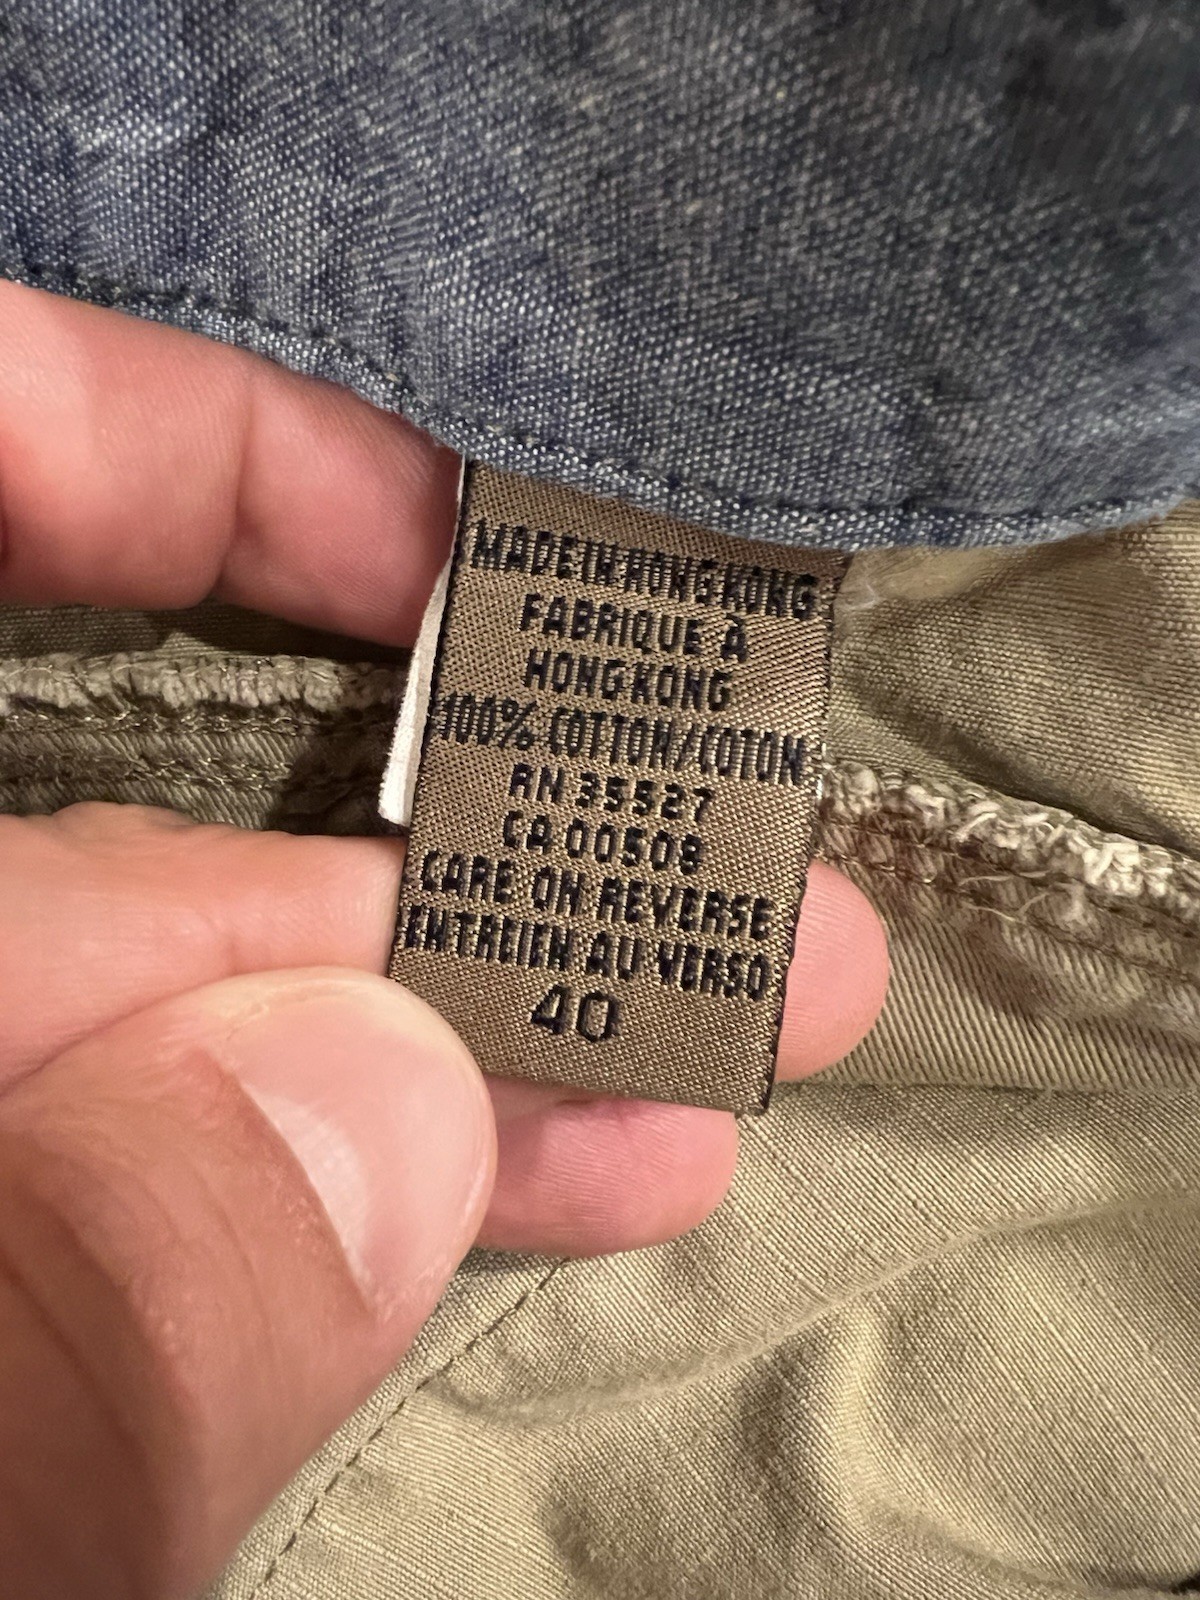 MADE IN HONG KONG
FABRIQUE À
HONG KONG
100% COTTON/COTON
RN 35527
CA 00508
CARE ON REVERSE
ENTREIEN AU VERSO
40